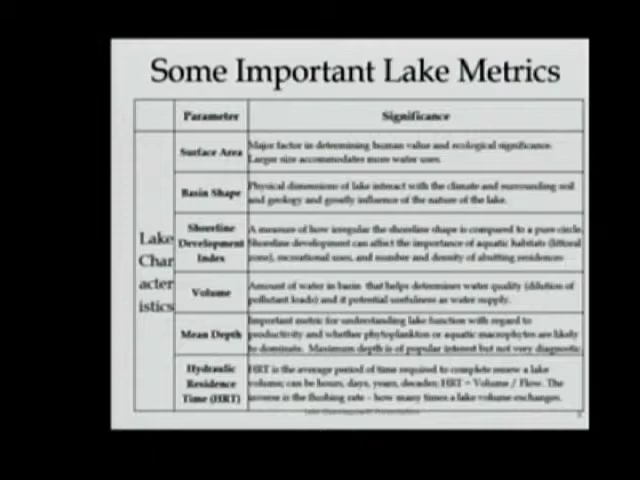 Some Important Lake Metrics
Parameter Significance
Lake
Char
acter
istics
Surface Area
Major factor in determining human value and ecological significance.
Larger size accommodates more water uses.
Basin Shape
Physical dimensions of lake interact with the climate and surrounding soil
and geology and greatly influence of the nature of the lake.
Shoreline
Development
Index
A measure of how irregular the shoreline shape is compared to a pure circle.
Shoreline development can affect the importance of aquatic habitats (littoral
zone), recreational uses, and number and density of abutting residences
Volume
Amount of water in basin that helps determines water quality (dilution of
pollutant loads) and it potential usefulness as water supply.
Mean Depth
Important metric for understanding lake function with regard to
productivity and whether phytoplankton or aquatic macrophytes are likely
to dominate. Maximum depth is of popular interest but not very diagnostic.
Hydraulic
Residence
Time (HRT)
HRT is the average period of time required to complete renew a lake
volume; can be hours, days, years, decades; HRT = Volume / Flow. The
inverse is the flushing rate - how many times a lake volume exchanges.